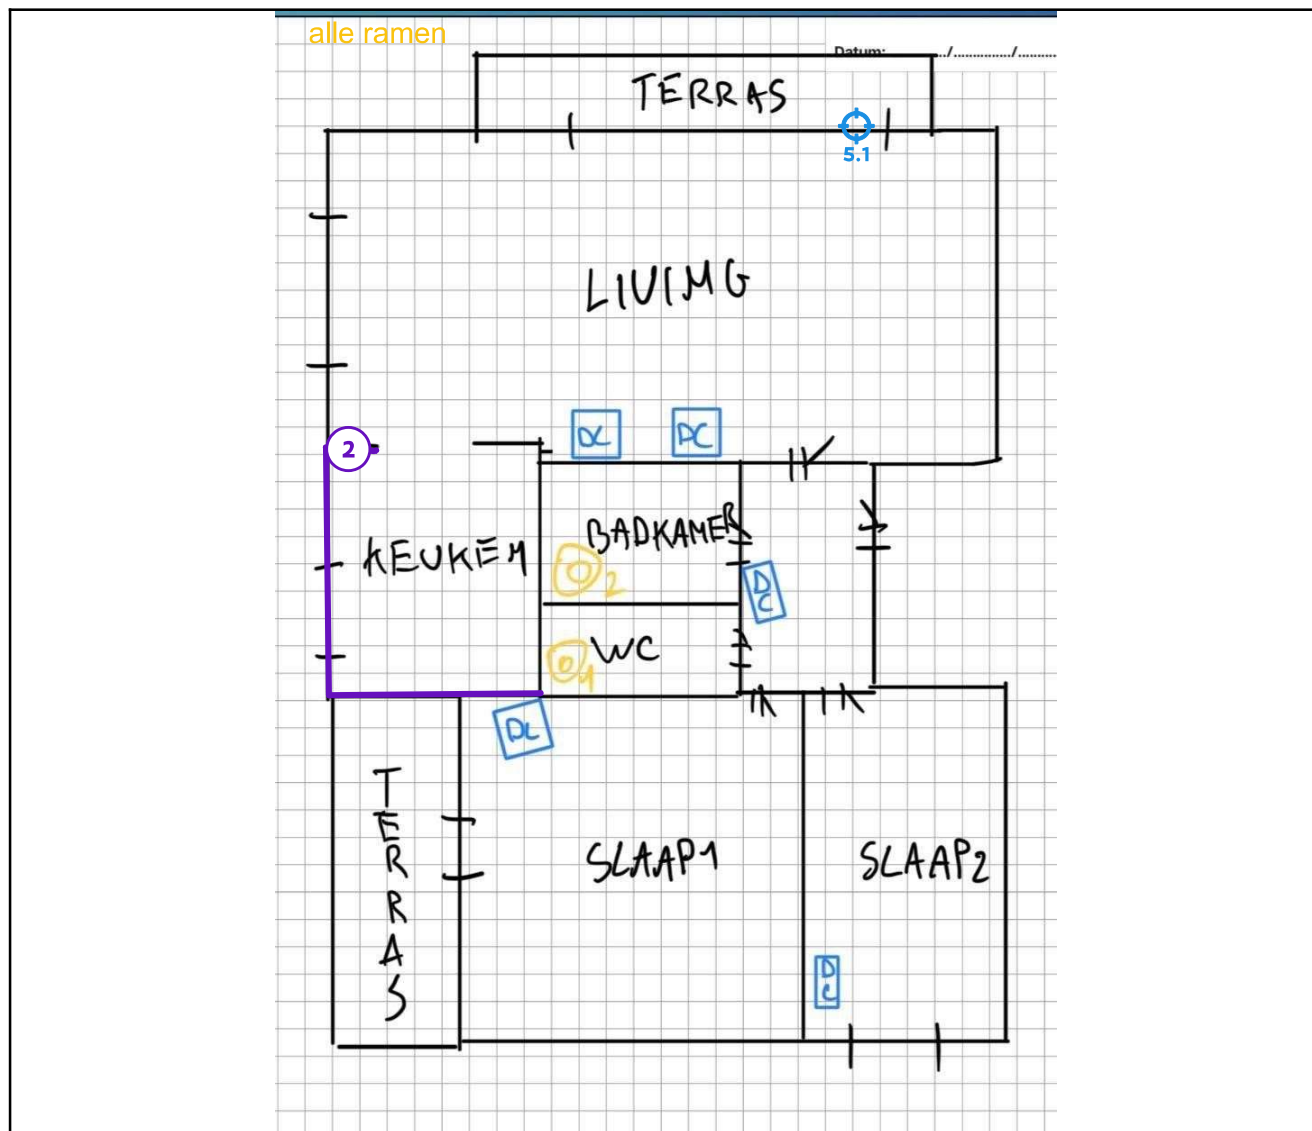 alle ramen
Datum: ../............../...........
TERRAS
5.1
LIVING
DC DC
2
BADKAMER
KEUKEN
2
DC
WC
1
DC
TERRAS
SLAAP1
SLAAP2
DC